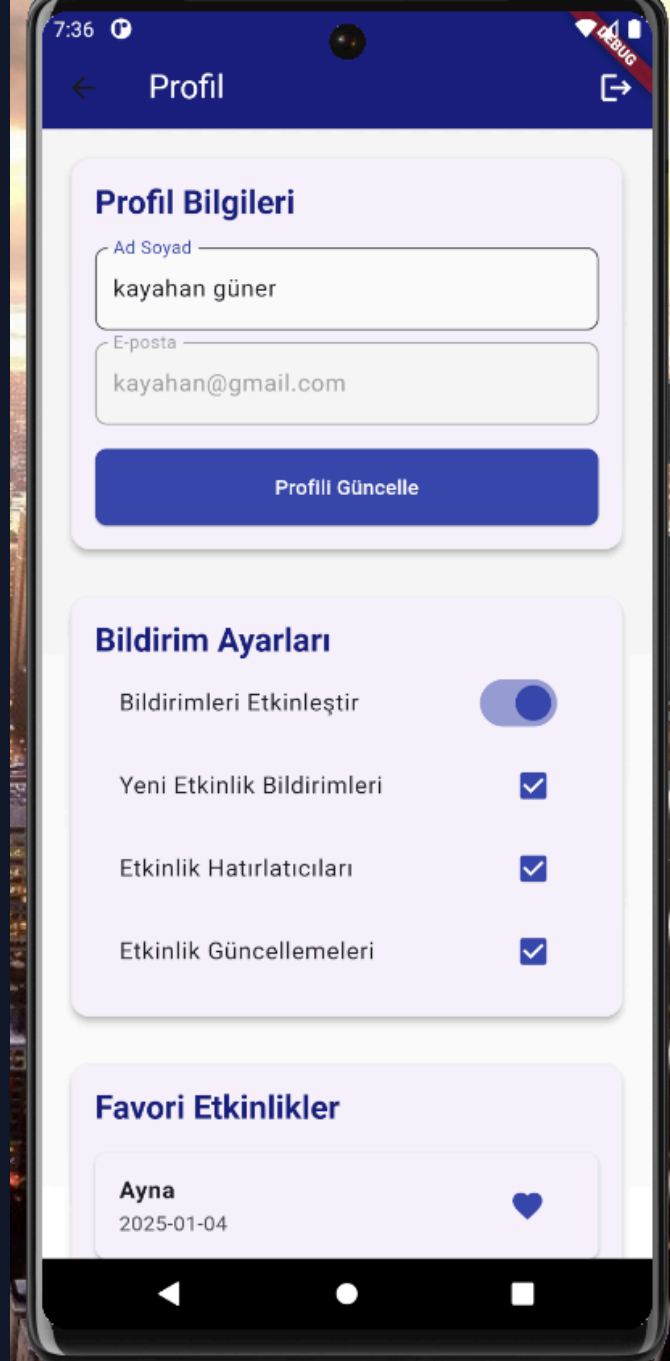 7:36
DEBUG
Profil
Profil Bilgileri
Ad Soyad
kayahan güner
E-posta
kayahan@gmail.com
Profili Güncelle
Bildirim Ayarları
Bildirimleri Etkinleştir
Yeni Etkinlik Bildirimleri
Etkinlik Hatırlatıcıları
Etkinlik Güncellemeleri
Favori Etkinlikler
Ayna
2025-01-04